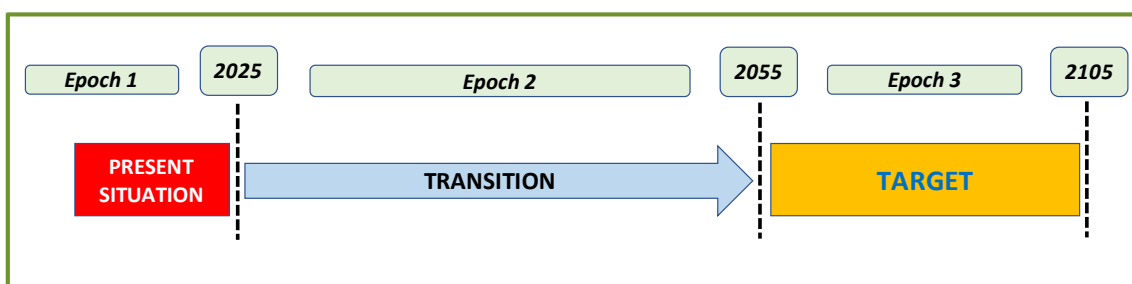 Epoch 1
2025
Epoch 2
2055
Epoch 3
2105
PRESENT
SITUATION
TRANSITION
TARGET